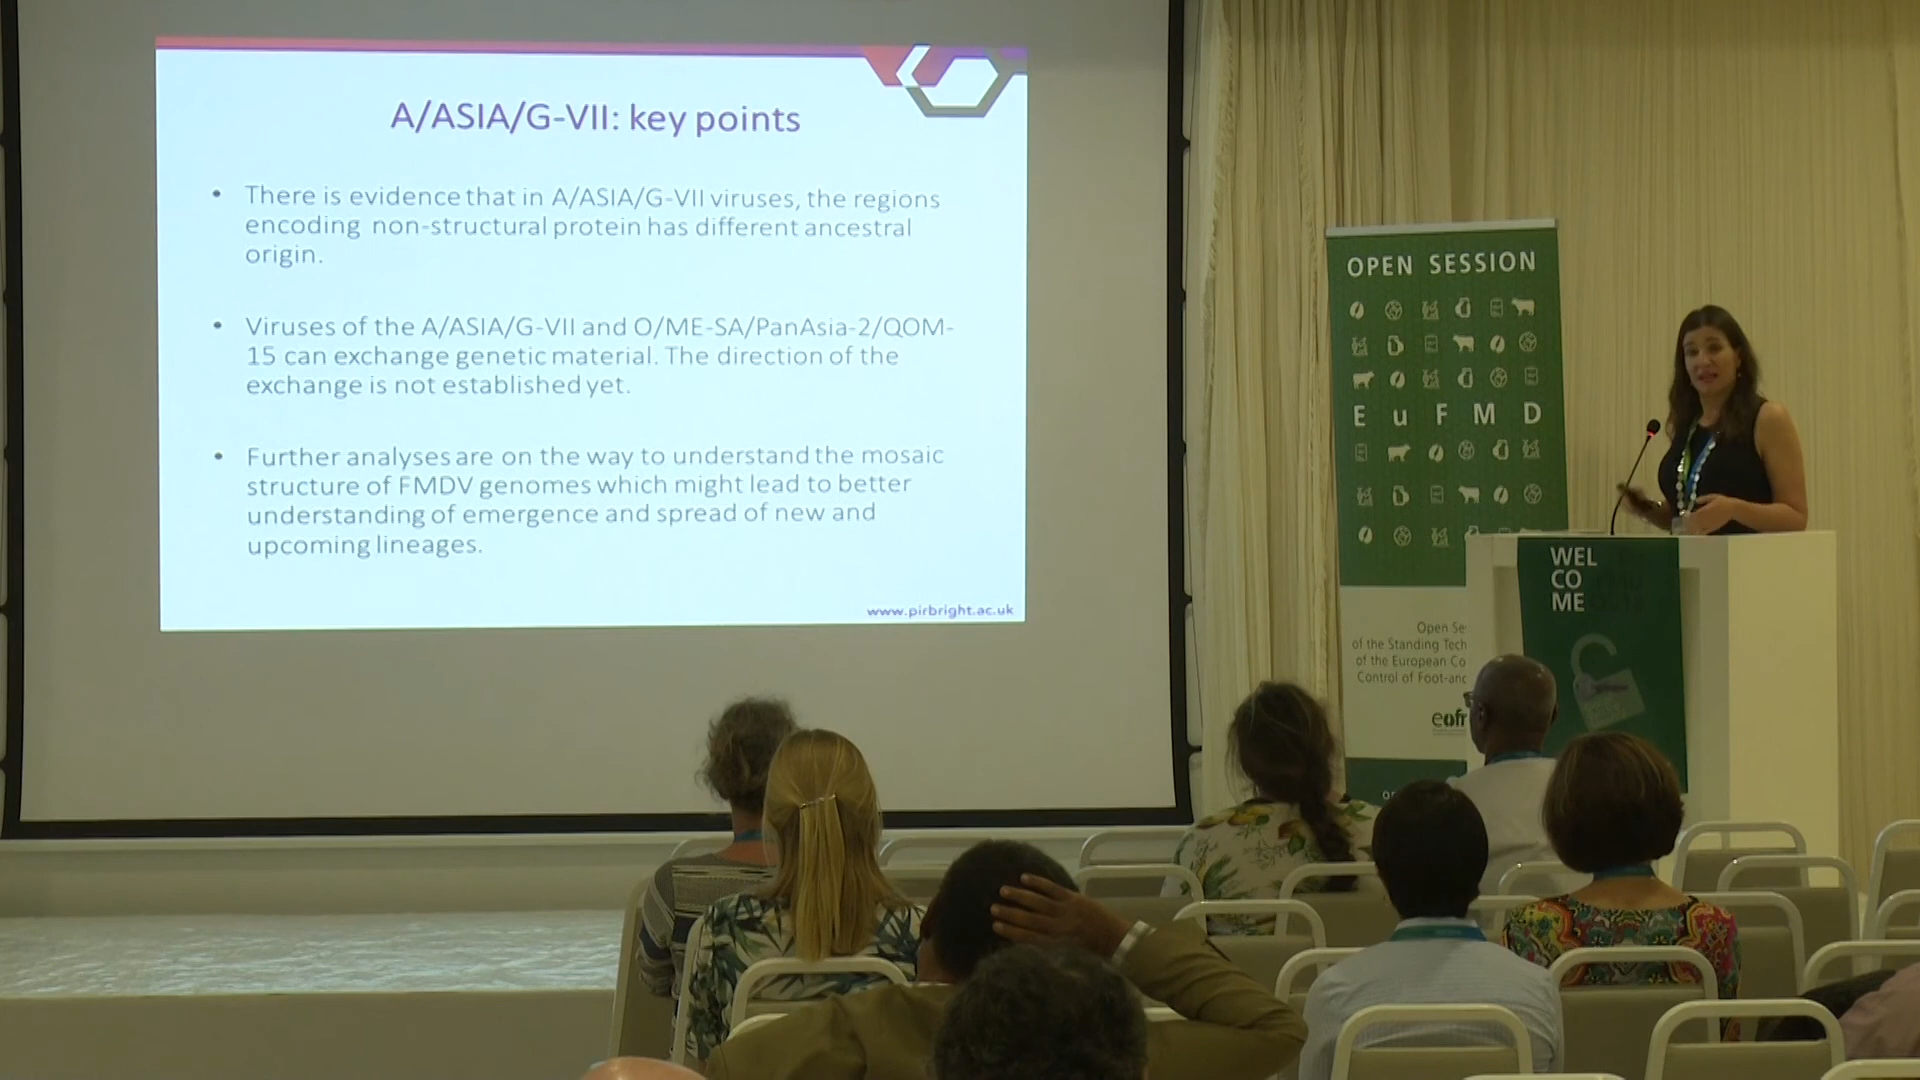 A/ASIA/G-VII: key points
• There is evidence that in A/ASIA/G-VII viruses, the regions
encoding non-structural protein has different ancestral
origin.
• Viruses of the A/ASIA/G-VII and O/ME-SA/PanAsia-2/QOM-
15 can exchange genetic material. The direction of the
exchange is not established yet.
• Further analyses are on the way to understand the mosaic
structure of FMDV genomes which might lead to better
understanding of emergence and spread of new and
upcoming lineages.
www.pirbright.ac.uk
OPEN SESSION
E u F M D
Open Se
of the Standing Tech
of the European Co
Control of Foot-and
eofm
WEL
CO
ME